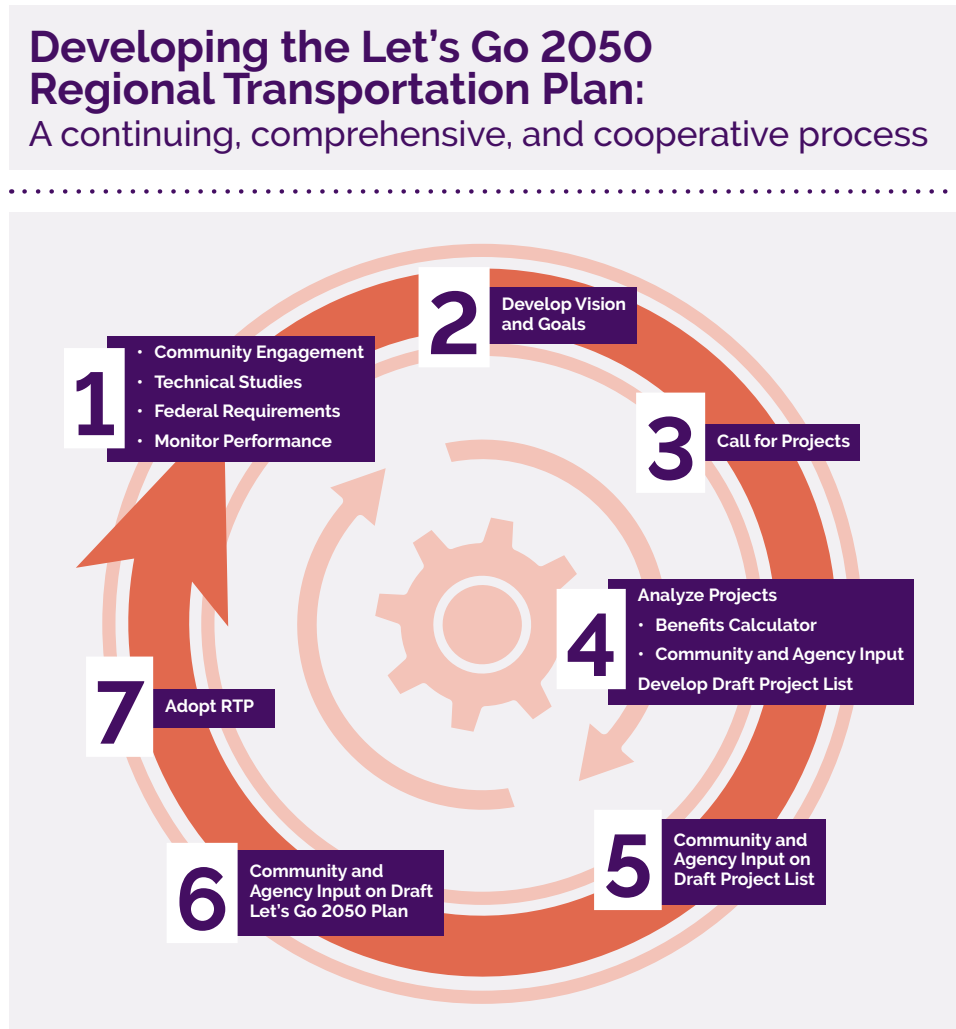 Developing the Let’s Go 2050
Regional Transportation Plan:
A continuing, comprehensive, and cooperative process
1
• Community Engagement
• Technical Studies
• Federal Requirements
• Monitor Performance
2
Develop Vision
and Goals
3
Call for Projects
4
Analyze Projects
• Benefits Calculator
• Community and Agency Input
Develop Draft Project List
5
Community and
Agency Input on
Draft Project List
6
Community and
Agency Input on Draft
Let’s Go 2050 Plan
7
Adopt RTP